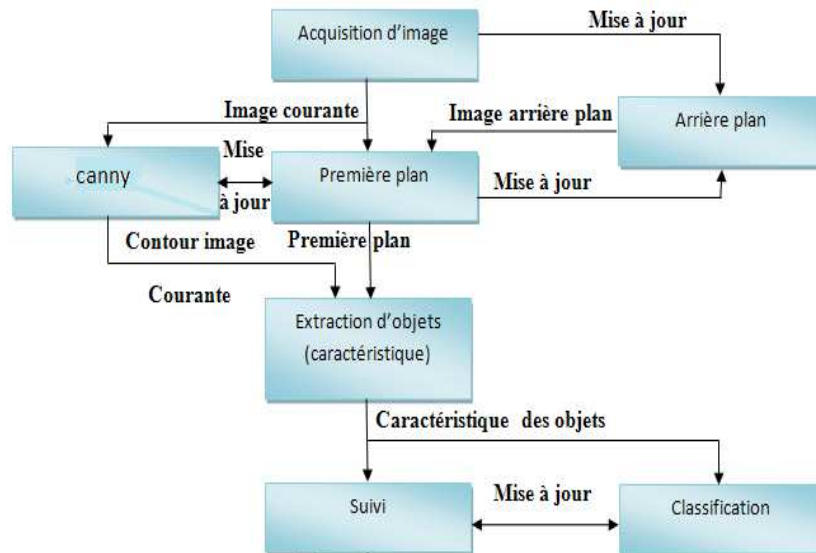 Acquisition d'image
Mise à jour
Image courante
Image arrière plan
Arrière plan
canny
Mise
à jour
Première plan
Mise à jour
Contour image
Courante
Première plan
Extraction d'objets
(caractéristique)
Caractéristique des objets
Suivi
Mise à jour
Classification